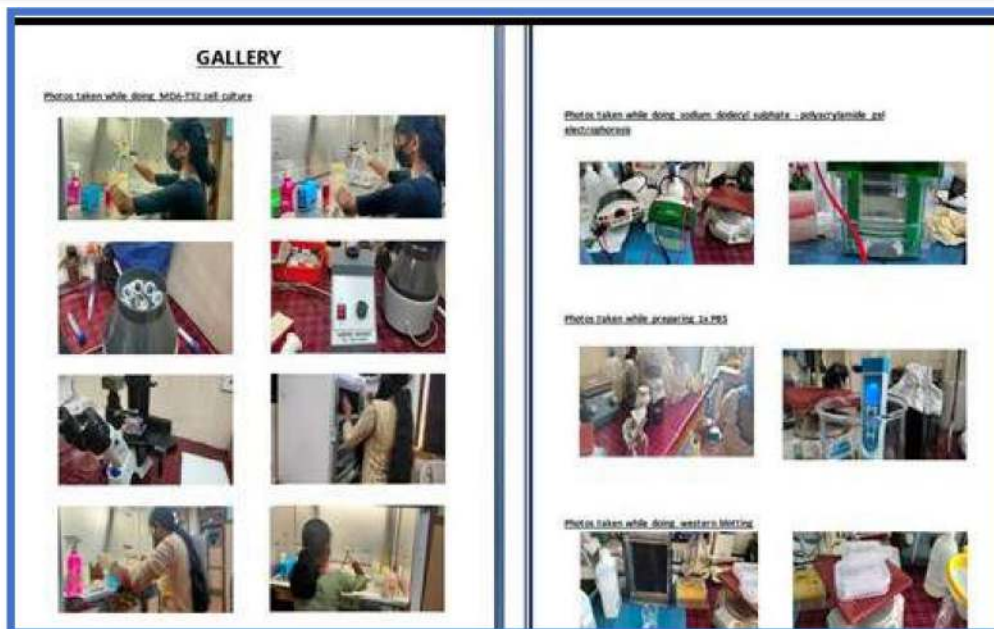 GALLERY
Photos taken while doing MDA-T32 cell culture
Photos taken while doing sodium dodecyl sulphate - polyacrylamide gel
electrophorosis
Photos taken while preparing 1x PBS
Photos taken while doing western blotting